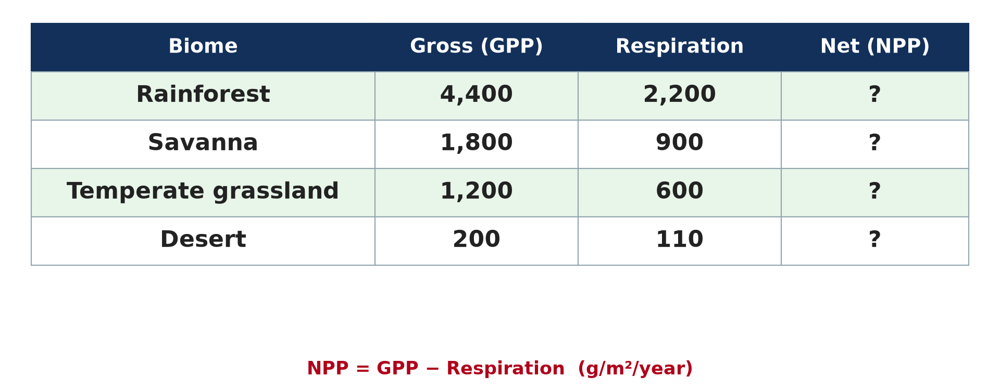 Biome Gross (GPP) Respiration Net (NPP)
Rainforest 4,400 2,200 ?
Savanna 1,800 900 ?
Temperate grassland 1,200 600 ?
Desert 200 110 ?
NPP = GPP − Respiration (g/m²/year)